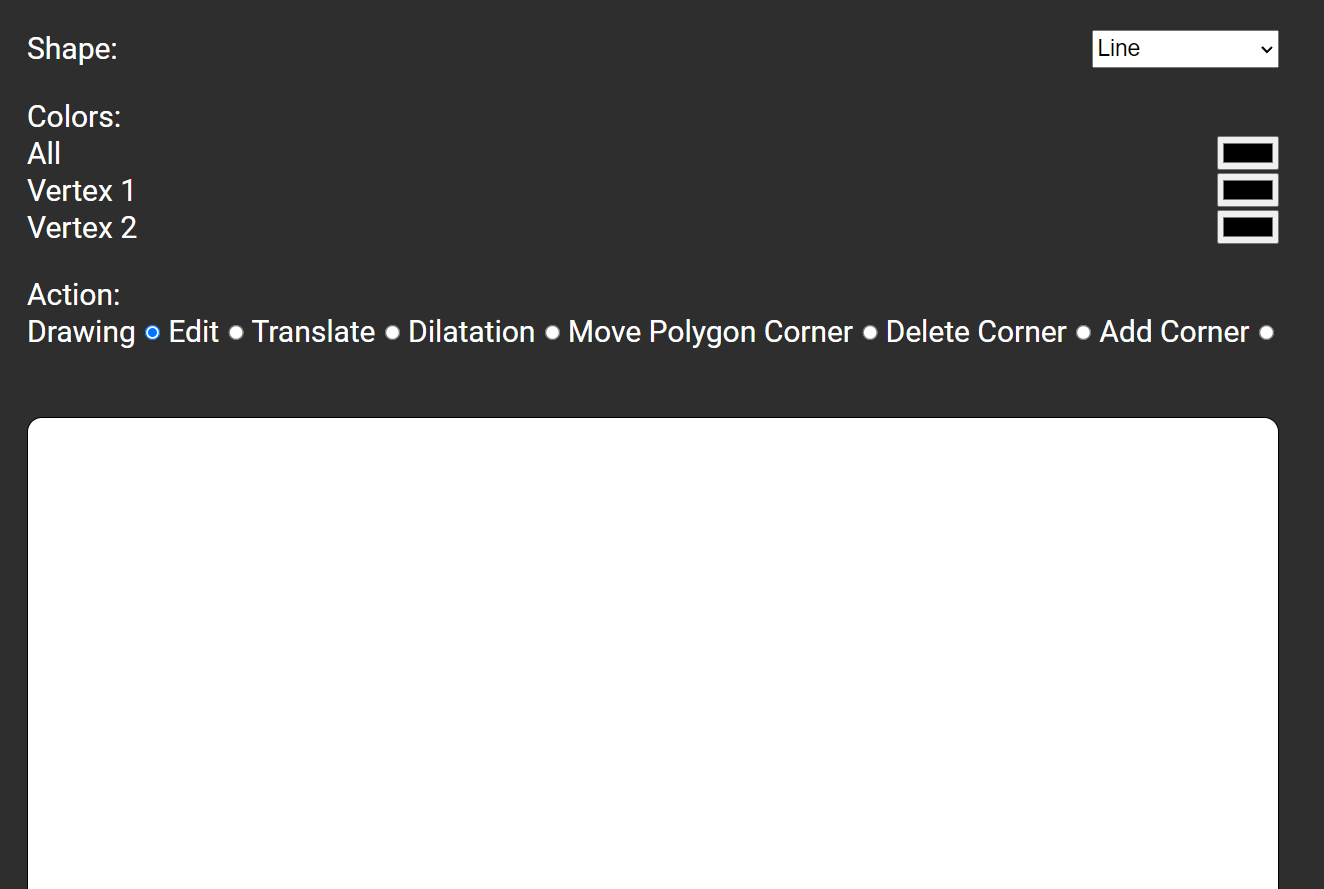 Shape:
Line
Colors:
All
Vertex 1
Vertex 2
Action:
Drawing Edit Translate Dilatation Move Polygon Corner Delete Corner Add Corner